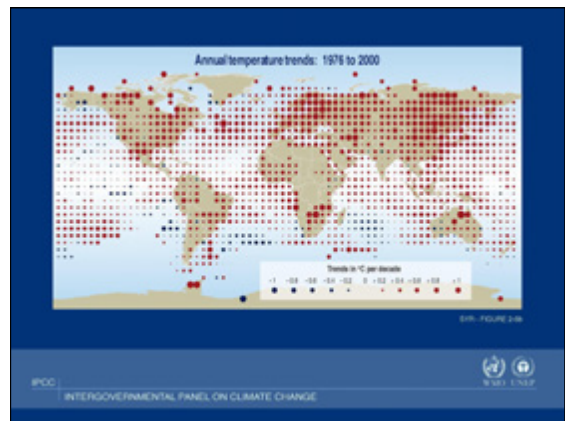 Annual temperature trends: 1976 to 2000
Trends in °C per decade
-1 -0.8 -0.6 -0.4 -0.2 0 +0.2 +0.4 +0.6 +0.8 +1
SYR - FIGURE 2-6b
WMO UNEP
IPCC
INTERGOVERNMENTAL PANEL ON CLIMATE CHANGE